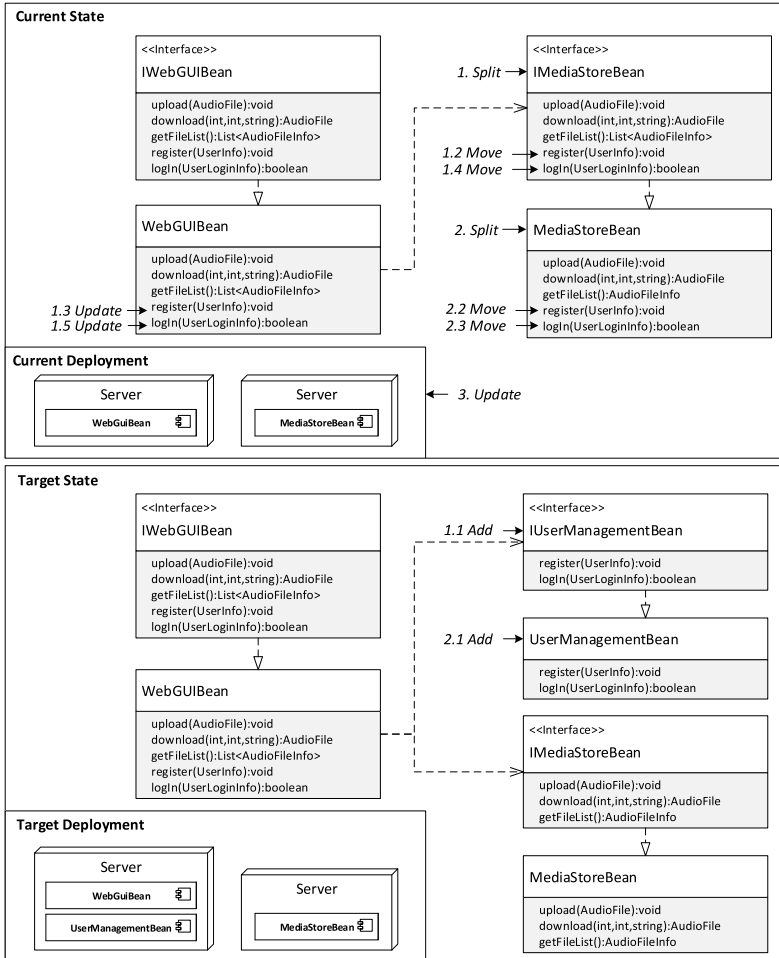 Current State
<<Interface>>
IWebGUIBean
upload(AudioFile):void
download(int,int,string):AudioFile
getFileList():List<AudioFileInfo>
register(UserInfo):void
logIn(UserLoginInfo):boolean
WebGUIBean
upload(AudioFile):void
download(int,int,string):AudioFile
getFileList():List<AudioFileInfo>
1.3 Update
register(UserInfo):void
1.5 Update
logIn(UserLoginInfo):boolean
<<Interface>>
1. Split
IMediaStoreBean
upload(AudioFile):void
download(int,int,string):AudioFile
getFileList():List<AudioFileInfo>
1.2 Move
register(UserInfo):void
1.4 Move
logIn(UserLoginInfo):boolean
2. Split
MediaStoreBean
upload(AudioFile):void
download(int,int,string):AudioFile
getFileList():AudioFileInfo
2.2 Move
register(UserInfo):void
2.3 Move
logIn(UserLoginInfo):boolean
Current Deployment
Server
WebGuiBean
Server
MediaStoreBean
3. Update
Target State
<<Interface>>
IWebGUIBean
upload(AudioFile):void
download(int,int,string):AudioFile
getFileList():List<AudioFileInfo>
register(UserInfo):void
logIn(UserLoginInfo):boolean
WebGUIBean
upload(AudioFile):void
download(int,int,string):AudioFile
getFileList():List<AudioFileInfo>
register(UserInfo):void
logIn(UserLoginInfo):boolean
<<Interface>>
1.1 Add
IUserManagementBean
register(UserInfo):void
logIn(UserLoginInfo):boolean
2.1 Add
UserManagementBean
register(UserInfo):void
logIn(UserLoginInfo):boolean
<<Interface>>
IMediaStoreBean
upload(AudioFile):void
download(int,int,string):AudioFile
getFileList():AudioFileInfo
MediaStoreBean
upload(AudioFile):void
download(int,int,string):AudioFile
getFileList():AudioFileInfo
Target Deployment
Server
WebGuiBean
UserManagementBean
Server
MediaStoreBean